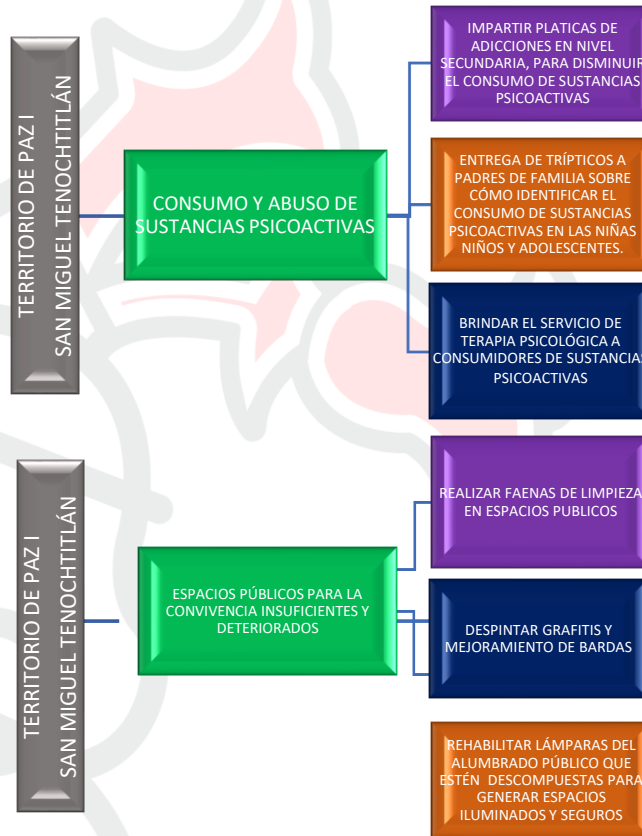 TERRITORIO DE PAZ I
SAN MIGUEL TENOCHTITLÁN
CONSUMO Y ABUSO DE
SUSTANCIAS PSICOACTIVAS
IMPARTIR PLATICAS DE
ADICCIONES EN NIVEL
SECUNDARIA, PARA DISMINUIR
EL CONSUMO DE SUSTANCIAS
PSICOACTIVAS
ENTREGA DE TRÍPTICOS A
PADRES DE FAMILIA SOBRE
CÓMO IDENTIFICAR EL
CONSUMO DE SUSTANCIAS
PSICOACTIVAS EN LAS NIÑAS
NIÑOS Y ADOLESCENTES.
BRINDAR EL SERVICIO DE
TERAPIA PSICOLÓGICA A
CONSUMIDORES DE SUSTANCIAS
PSICOACTIVAS
TERRITORIO DE PAZ I
SAN MIGUEL TENOCHTITLÁN
ESPACIOS PÚBLICOS PARA LA
CONVIVENCIA INSUFICIENTES Y
DETERIORADOS
REALIZAR FAENAS DE LIMPIEZA
EN ESPACIOS PUBLICOS
DESPINTAR GRAFITIS Y
MEJORAMIENTO DE BARDAS
REHABILITAR LÁMPARAS DEL
ALUMBRADO PÚBLICO QUE
ESTÉN DESCOMPUESTAS PARA
GENERAR ESPACIOS
ILUMINADOS Y SEGUROS